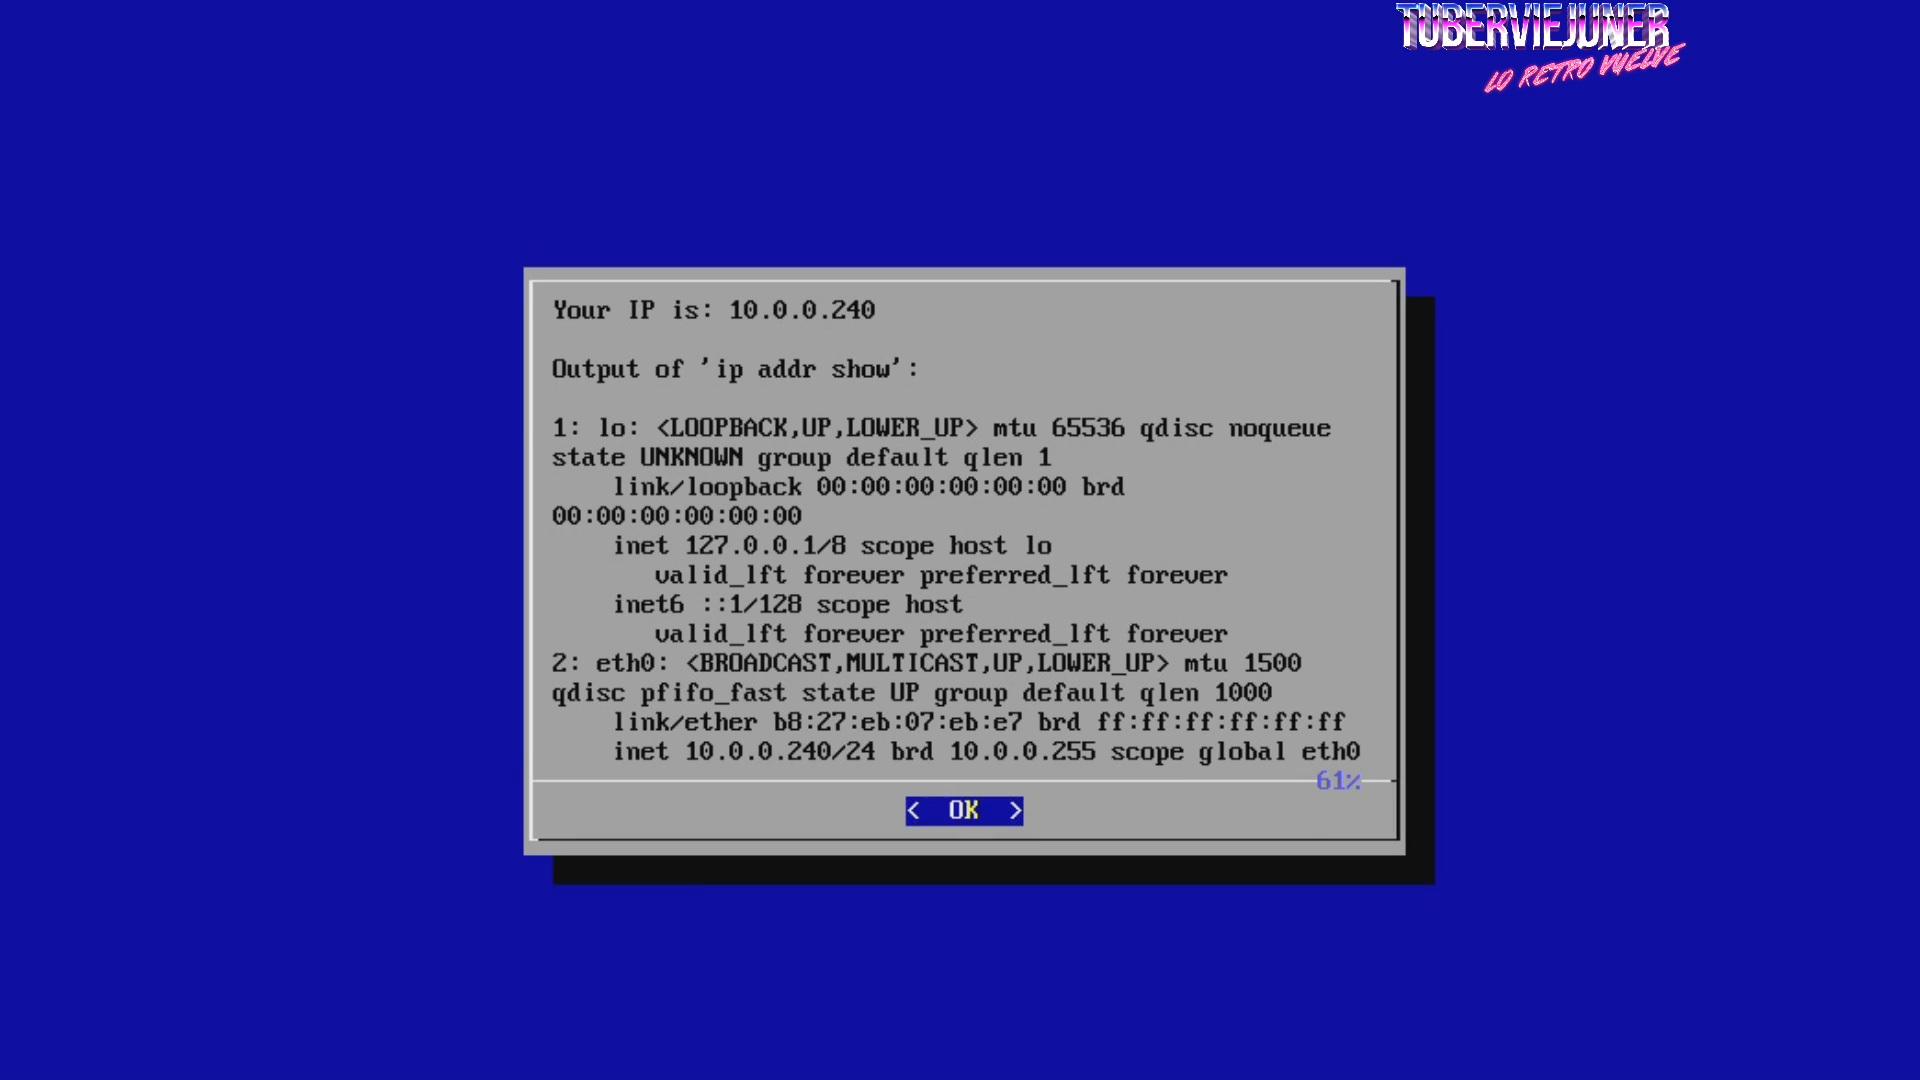 TUBERVIEJUNER
LO RETRO VUELVE
Your IP is: 10.0.0.240
Output of 'ip addr show':
1: lo: <LOOPBACK,UP,LOWER_UP> mtu 65536 qdisc noqueue
state UNKNOWN group default qlen 1
link/loopback 00:00:00:00:00:00 brd
00:00:00:00:00:00
inet 127.0.0.1/8 scope host lo
valid_lft forever preferred_lft forever
inet6 ::1/128 scope host
valid_lft forever preferred_lft forever
2: eth0: <BROADCAST,MULTICAST,UP,LOWER_UP> mtu 1500
qdisc pfifo_fast state UP group default qlen 1000
link/ether b8:27:eb:07:eb:e7 brd ff:ff:ff:ff:ff:ff
inet 10.0.0.240/24 brd 10.0.0.255 scope global eth0
61%
< OK >